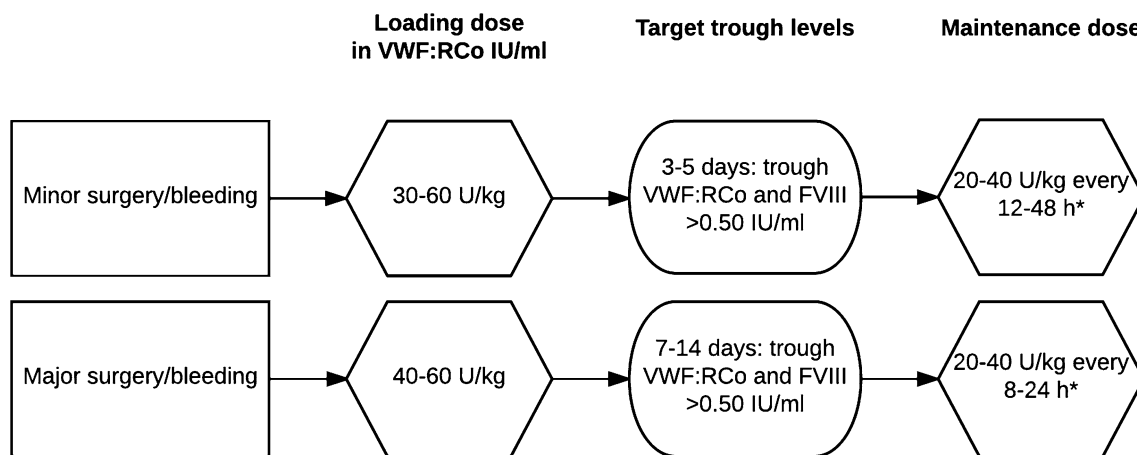 Loading dose
in VWF:RCo IU/ml
Target trough levels
Maintenance dose
Minor surgery/bleeding
30-60 U/kg
3-5 days: trough
VWF:RCo and FVIII
>0.50 IU/ml
20-40 U/kg every
12-48 h*
Major surgery/bleeding
40-60 U/kg
7-14 days: trough
VWF:RCo and FVIII
>0.50 IU/ml
20-40 U/kg every
8-24 h*